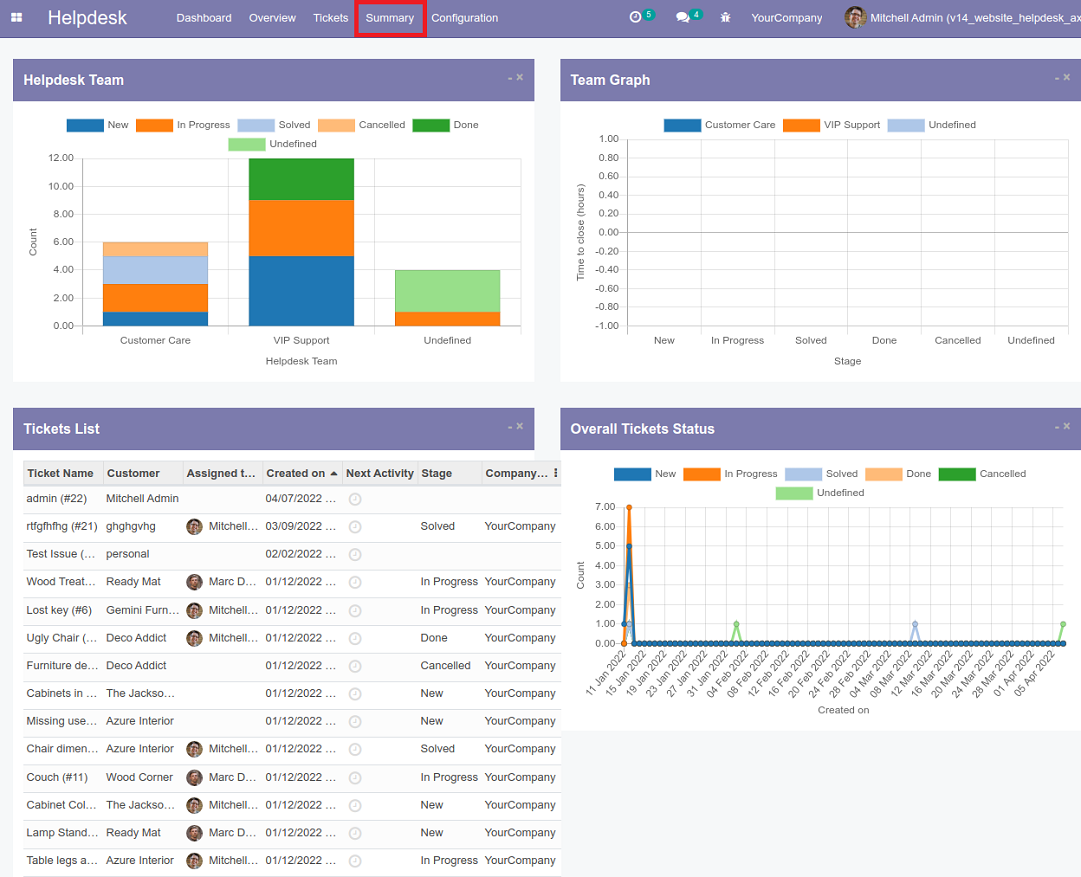 Helpdesk Dashboard Overview Tickets Summary Configuration 5 4 YourCompany Mitchell Admin (v14_website_helpdesk_ax
Helpdesk Team
New In Progress Solved Cancelled Done
Undefined
12.00
10.00
8.00
6.00
4.00
2.00
0.00
Count
Customer Care VIP Support Undefined
Helpdesk Team
Team Graph
Customer Care VIP Support Undefined
1.00
0.80
0.60
0.40
0.20
0.00
-0.20
-0.40
-0.60
-0.80
-1.00
Time to close (hours)
New In Progress Solved Done Cancelled Undefined
Stage
Tickets List
Ticket Name Customer Assigned t... Created on Next Activity Stage Company...
admin (#22) Mitchell Admin 04/07/2022 ...
rtfgfhfhg (#21) ghghgvhg Mitchell... 03/09/2022 ... Solved YourCompany
Test Issue (... personal 02/02/2022 ...
Wood Treat... Ready Mat Marc D... 01/12/2022 ... In Progress YourCompany
Lost key (#6) Gemini Furn... Mitchell... 01/12/2022 ... In Progress YourCompany
Ugly Chair (... Deco Addict Mitchell... 01/12/2022 ... Done YourCompany
Furniture de... Deco Addict 01/12/2022 ... Cancelled YourCompany
Cabinets in ... The Jackso... 01/12/2022 ... New YourCompany
Missing use... Azure Interior 01/12/2022 ... New YourCompany
Chair dimen... Azure Interior Mitchell... 01/12/2022 ... Solved YourCompany
Couch (#11) Wood Corner Marc D... 01/12/2022 ... In Progress YourCompany
Cabinet Col... The Jackso... Mitchell... 01/12/2022 ... New YourCompany
Lamp Stand... Ready Mat Marc D... 01/12/2022 ... New YourCompany
Table legs a... Azure Interior Mitchell... 01/12/2022 ... In Progress YourCompany
Overall Tickets Status
New In Progress Solved Done Cancelled
Undefined
7.00
6.00
5.00
4.00
3.00
2.00
1.00
0.00
Count
11 Jan 2022
15 Jan 2022
19 Jan 2022
23 Jan 2022
27 Jan 2022
31 Jan 2022
04 Feb 2022
08 Feb 2022
12 Feb 2022
16 Feb 2022
20 Feb 2022
24 Feb 2022
28 Feb 2022
04 Mar 2022
08 Mar 2022
12 Mar 2022
16 Mar 2022
20 Mar 2022
24 Mar 2022
28 Mar 2022
01 Apr 2022
05 Apr 2022
Created on